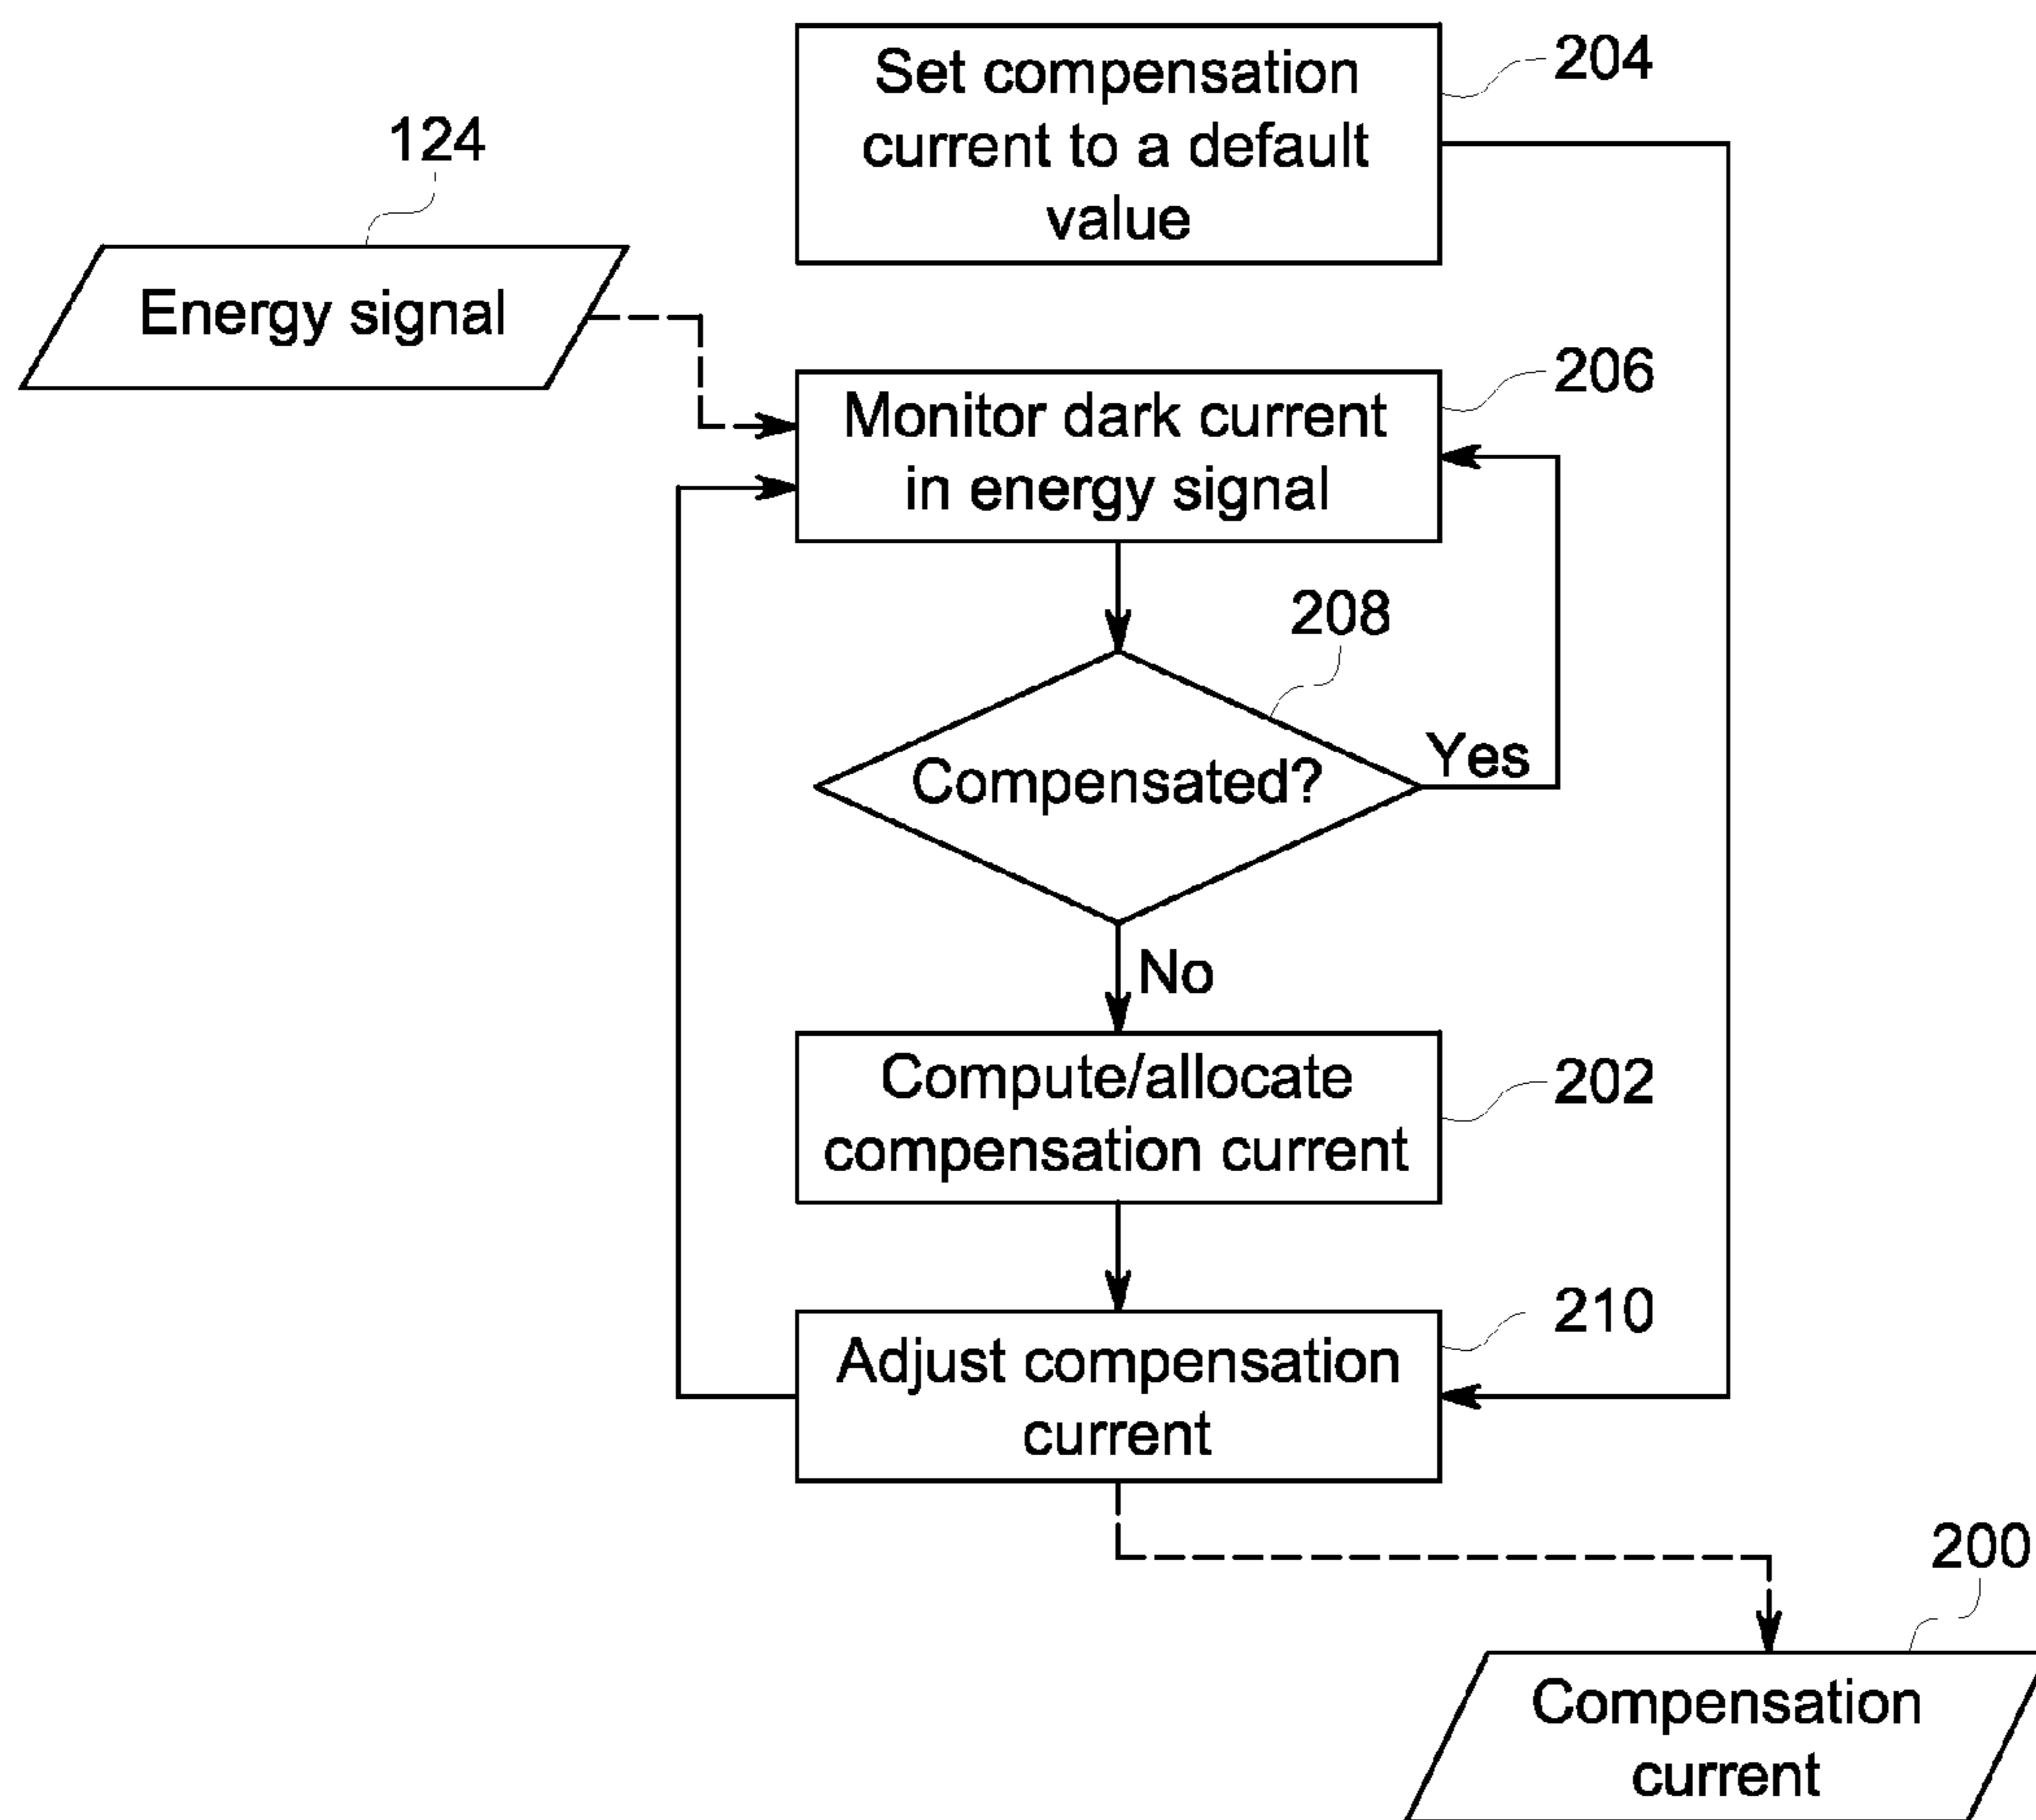 Set compensation
current to a default
value
204
124
Energy signal
Monitor dark current
in energy signal
206
208
Compensated?
Yes
No
Compute/allocate
compensation current
202
Adjust compensation
current
210
200
Compensation
current